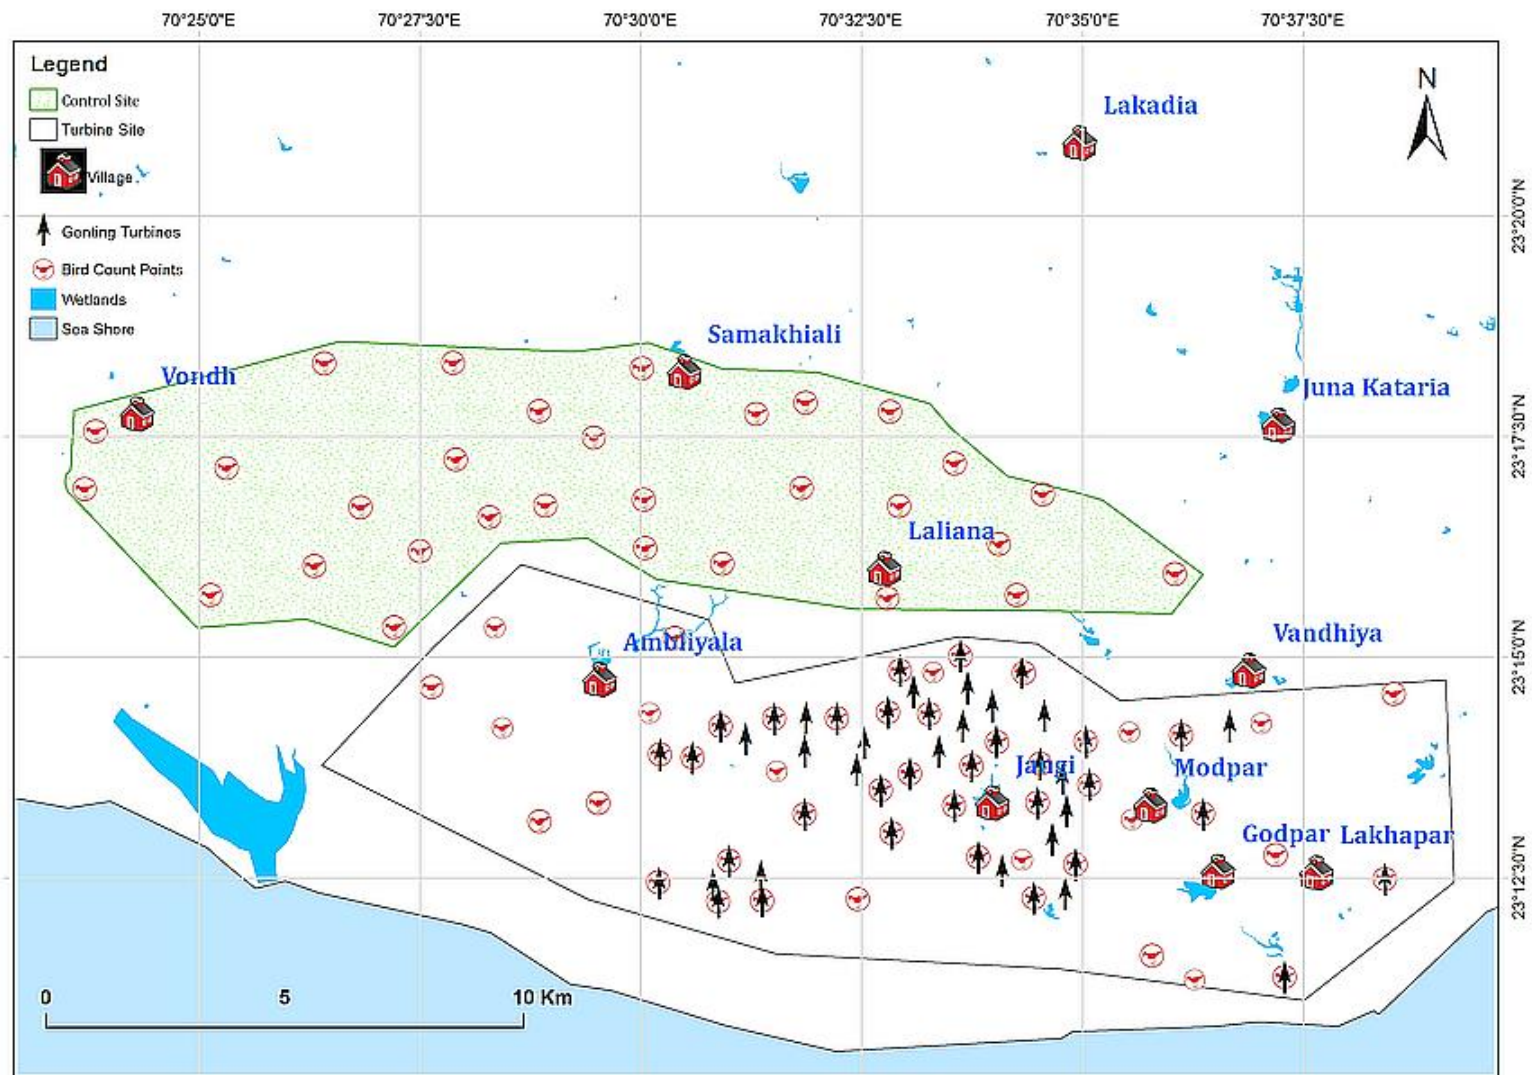 70°25'0"E 70°27'30"E 70°30'0"E 70°32'30"E 70°35'0"E 70°37'30"E
Legend
Control Site
Turbine Site
Village
Genting Turbines
Bird Count Points
Wetlands
Sea Shore
N
Lakadia
23°20'0"N
Samakhiali
Vondh
Juna Kataria
23°17'30"N
Laliana
Ambliyala
Vandhiya
23°15'0"N
Jangi
Modpar
Godpar Lakhapar
23°12'30"N
0 5 10 Km